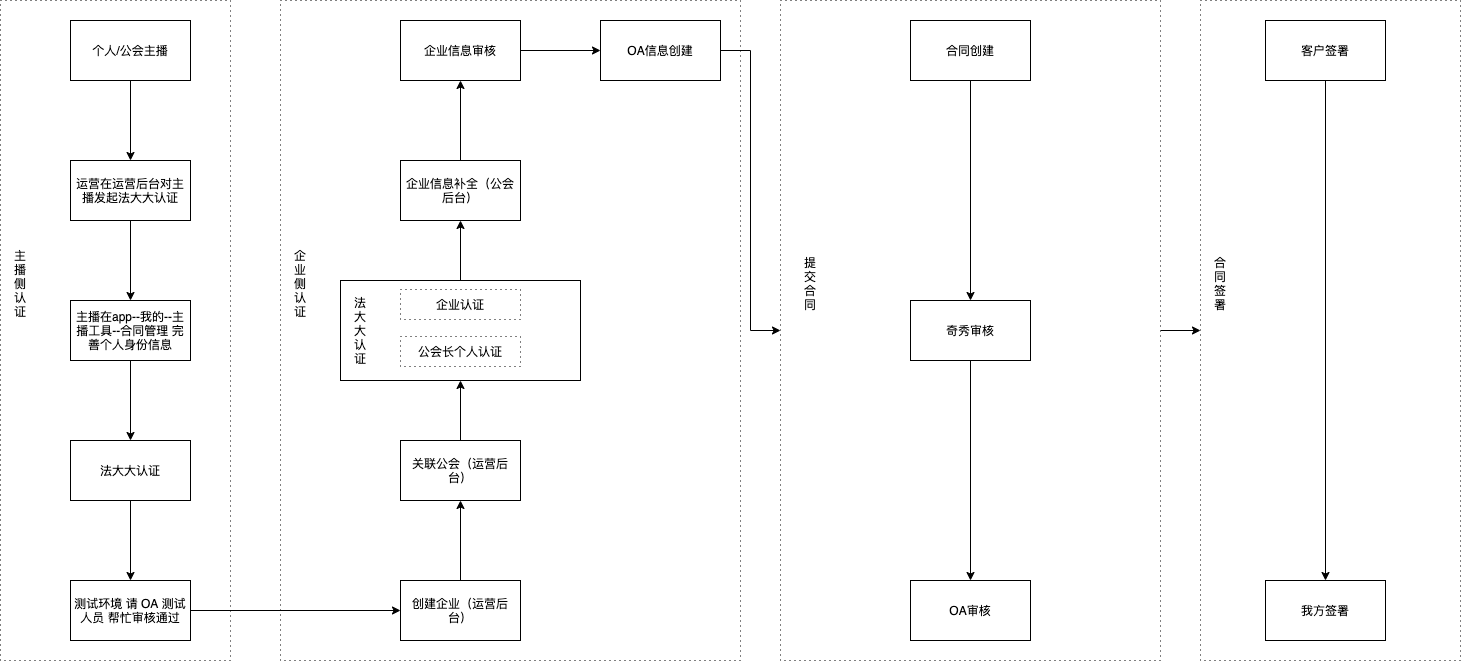 个人/公会主播
运营在运营后台对主
播发起法大大认证
主播侧认证
主播在app--我的--主
播工具--合同管理 完
善个人身份信息
法大大认证
测试环境 请 OA 测试
人员 帮忙审核通过
企业信息审核
OA信息创建
企业信息补全（公会
后台）
企业侧认证
法大大认证
企业认证
公会长个人认证
关联公会（运营后
台）
创建企业（运营后
台）
合同创建
提交合同
奇秀审核
OA审核
客户签署
合同签署
我方签署